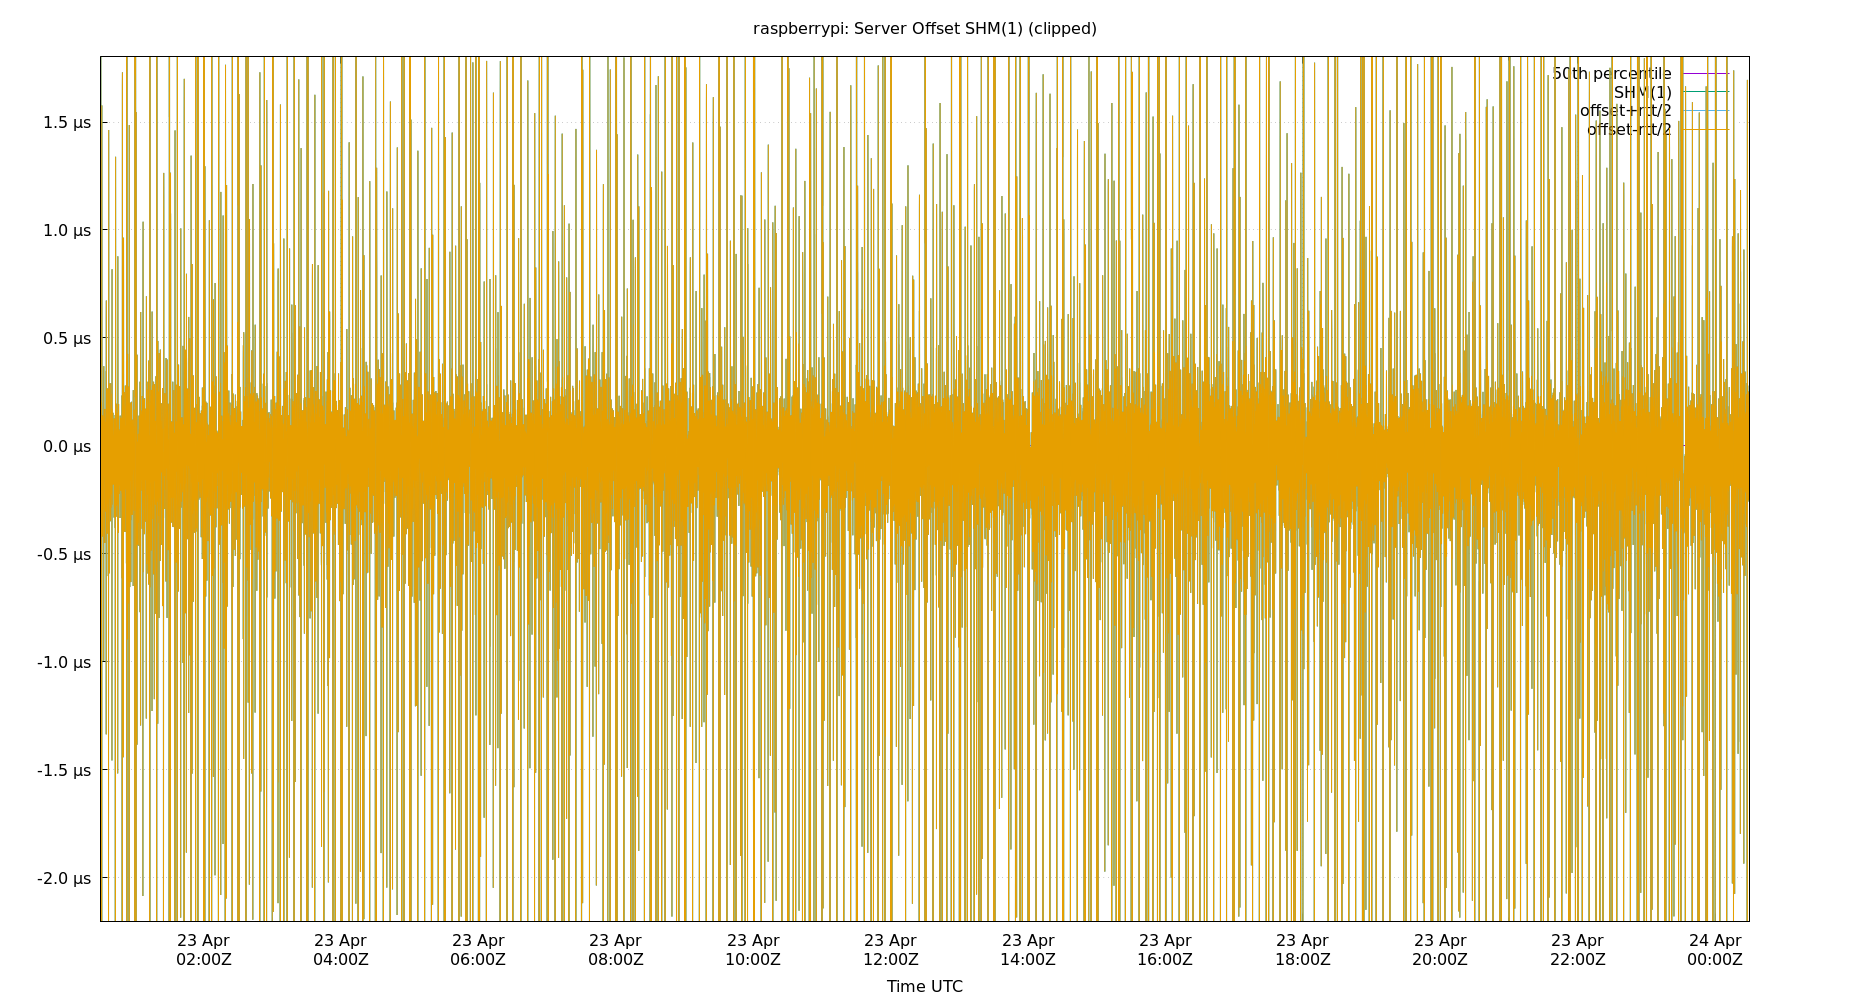 raspberrypi: Server Offset SHM(1) (clipped)
50th percentile
SHM(1)
offset+rtt/2
offset-rtt/2
1.5 µs
1.0 µs
0.5 µs
0.0 µs
-0.5 µs
-1.0 µs
-1.5 µs
-2.0 µs
23 Apr 23 Apr 23 Apr 23 Apr 23 Apr 23 Apr 23 Apr 23 Apr 23 Apr 23 Apr 23 Apr 24 Apr
02:00Z 04:00Z 06:00Z 08:00Z 10:00Z 12:00Z 14:00Z 16:00Z 18:00Z 20:00Z 22:00Z 00:00Z
Time UTC